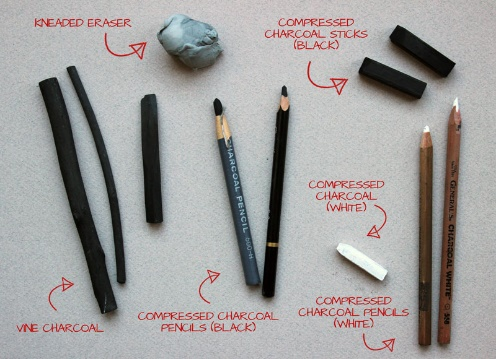 KNEADED ERASER
COMPRESSED
CHARCOAL STICKS
(BLACK)
COMPRESSED
CHARCOAL
(WHITE)
VINE CHARCOAL
COMPRESSED CHARCOAL
PENCILS (BLACK)
COMPRESSED
CHARCOAL PENCILS
(WHITE)
CHARCOAL PENCIL
GENERAL'S CHARCOAL WHITE